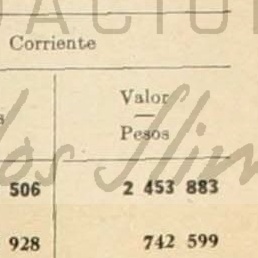 Corriente
Valor
Pesos
506 2 453 883
928 742 599